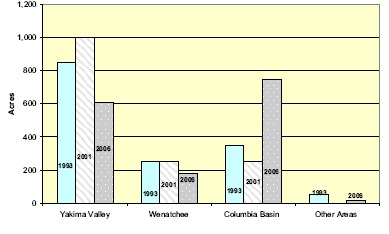 1,200
1,000
800
600
400
200
0
Acres
1993 2001 2006
1993 2001 2006
1993 2001 2006
1993 2006
Yakima Valley Wenatchee Columbia Basin Other Areas